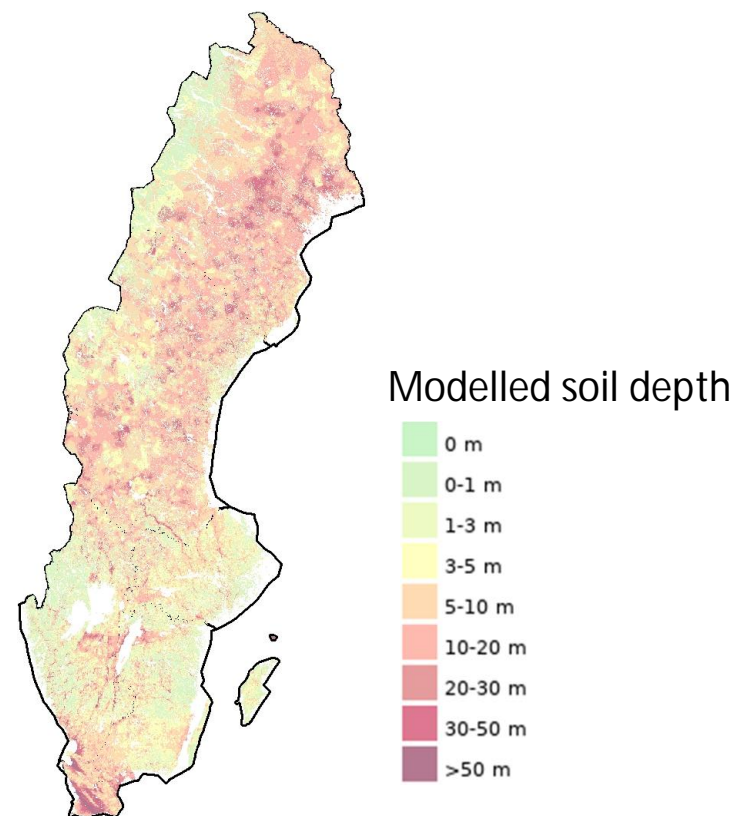 Modelled soil depth
0 m
0-1 m
1-3 m
3-5 m
5-10 m
10-20 m
20-30 m
30-50 m
>50 m